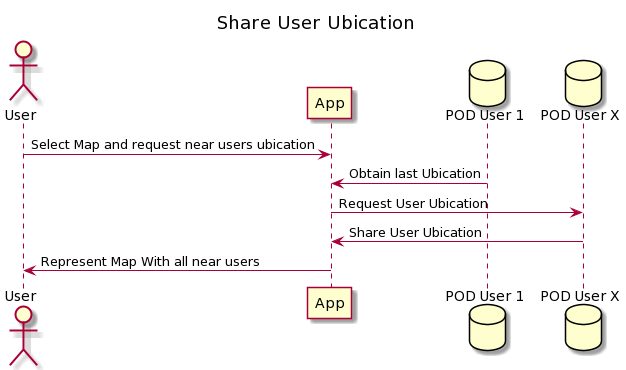 Share User Ubication
User
App
POD User 1
POD User X
Select Map and request near users ubication
Obtain last Ubication
Request User Ubication
Share User Ubication
Represent Map With all near users
User
App
POD User 1
POD User X